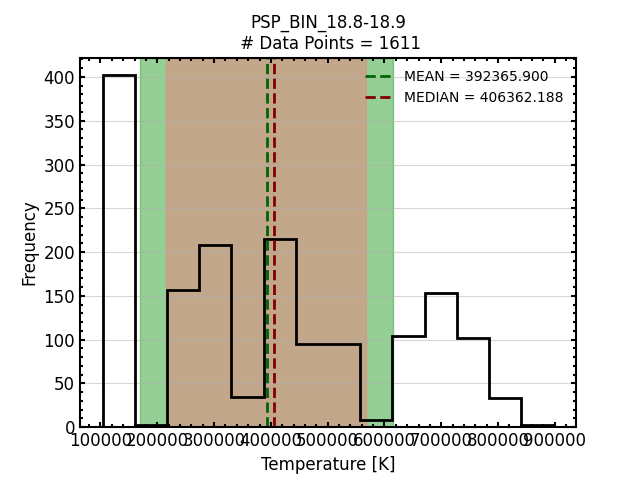 PSP_BIN_18.8-18.9
# Data Points = 1611
MEAN = 392365.900
MEDIAN = 406362.188
Frequency
400
350
300
250
200
150
100
50
0
100000 200000 300000 400000 500000 600000 700000 800000 900000
Temperature [K]